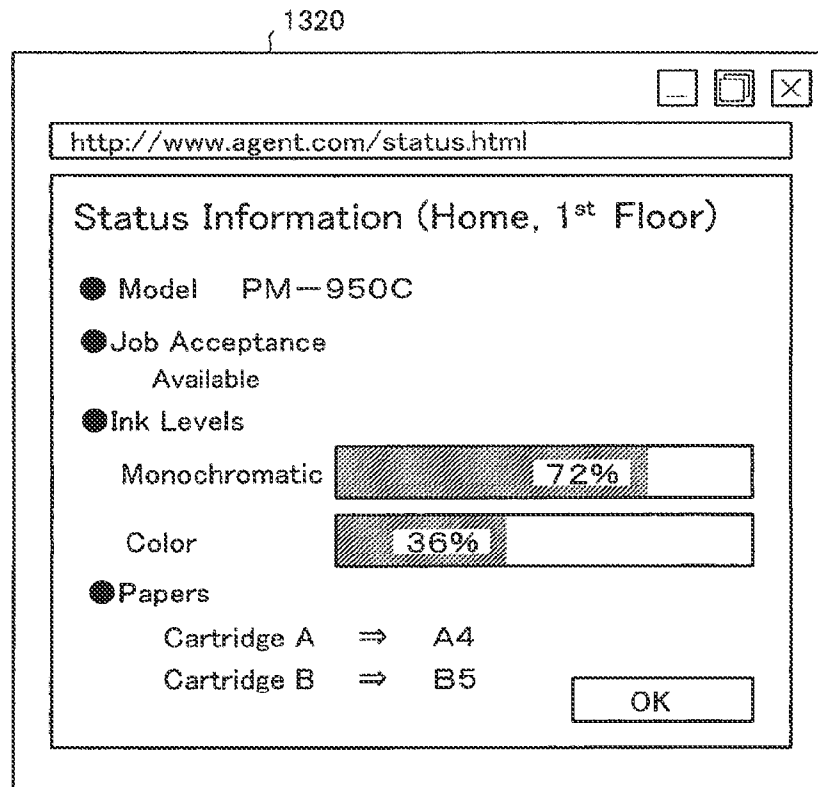 1320
http://www.agent.com/status.html
Status Information (Home, 1st Floor)
● Model PM-950C
● Job Acceptance
Available
● Ink Levels
Monochromatic 72%
Color 36%
● Papers
Cartridge A ⇒ A4
Cartridge B ⇒ B5
OK